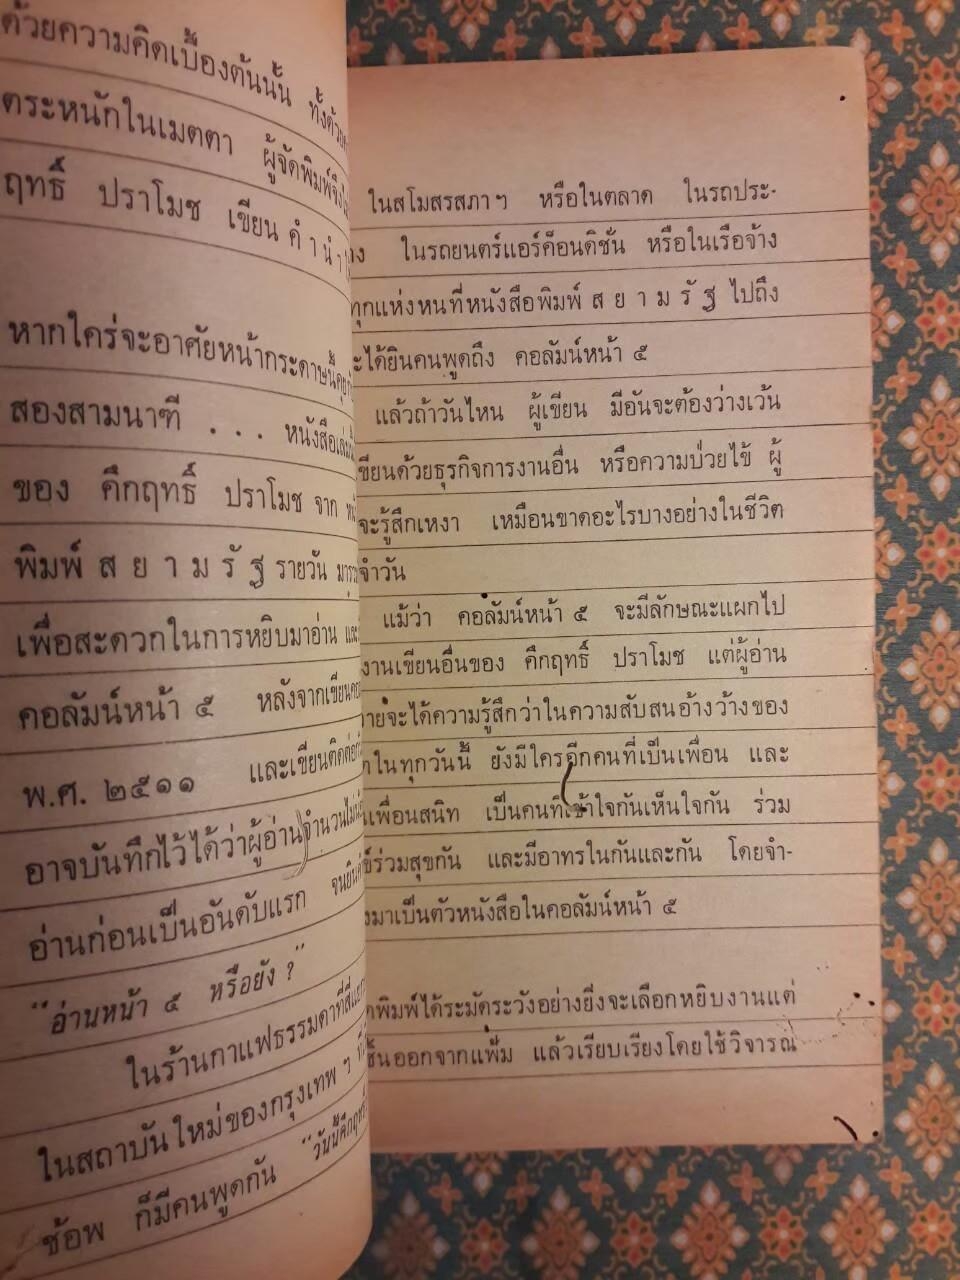 ด้วยความคิดเบื้องต้นนั้น ทั้งด้วย
ตระหนักในเมตตา ผู้จัดพิมพ์จึง
ฤทธิ์ ปราโมช เขียน คำ นำ
หากใคร่จะอาศัยหน้ากระดาษนี้คุย
สองสามนาฑี ... หนังสือเล่ม
ของ คึกฤทธิ์ ปราโมช จาก
พิมพ์ ส ย า ม รั ฐ รายวัน
เพื่อสะดวกในการหยิบมาอ่าน
คอลัมน์หน้า ๕ หลังจากเขียน
พ.ศ. ๒๕๑๑ และเขียนติดต่อ
อาจบันทึกไว้ได้ว่าผู้อ่านจำนวนไม่
อ่านก่อนเป็นอันดับแรก จน
“อ่านหน้า ๕ หรือยัง ?”
ในร้านกาแฟธรรมดาที่สี่แยก
ในสถาบันใหม่ของกรุงเทพ ฯ
ช้อพ ก็มีคนพูดกัน “วันนี้คึกฤทธิ์
ในสโมสรสภา ฯ หรือในตลาด ในรถประ-
ในรถยนตร์แอร์ค็อนดิชั่น หรือในเรือจ้าง
ทุกแห่งหนที่หนังสือพิมพ์ ส ย า ม รั ฐ ไปถึง
ได้ยินคนพูดถึง คอลัมน์หน้า ๕
แล้วถ้าวันไหน ผู้เขียน มีอันจะต้องว่างเว้น
เขียนด้วยธุรกิจการงานอื่น หรือความป่วยไข้ ผู้
จะรู้สึกเหงา เหมือนขาดอะไรบางอย่างในชีวิต
จำวัน
แม้ว่า คอลัมน์หน้า ๕ จะมีลักษณะแผกไป
งานเขียนอื่นของ คึกฤทธิ์ ปราโมช แต่ผู้อ่าน
จะได้ความรู้สึกว่าในความสับสนอ้างว้างของ
ในทุกวันนี้ ยังมีใครอีกคนที่เป็นเพื่อน และ
เพื่อนสนิท เป็นคนที่เข้าใจกันเห็นใจกัน ร่วม
ร่วมสุขกัน และมีอาทรในกันและกัน โดยจำ-
มาเป็นตัวหนังสือในคอลัมน์หน้า ๕
พิมพ์ได้ระมัดระวังอย่างยิ่งจะเลือกหยิบงานแต่
ชิ้นออกจากแฟ้ม แล้วเรียบเรียงโดยใช้วิจารณ